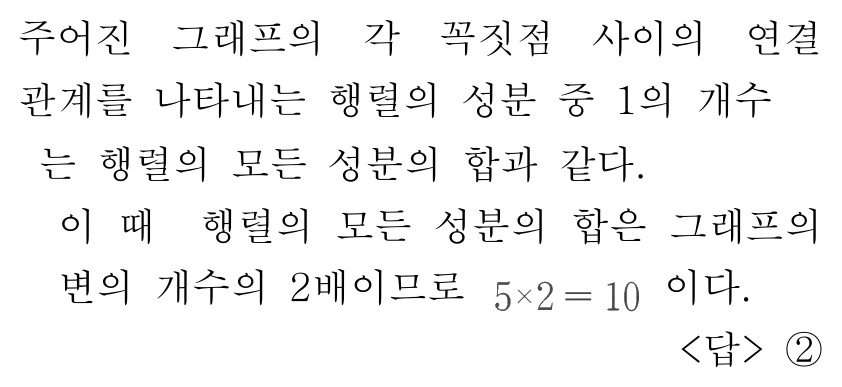 주어진 그래프의 각 꼭짓점 사이의 연결
관계를 나타내는 행렬의 성분 중 1의 개수
는 행렬의 모든 성분의 합과 같다.
이 때 행렬의 모든 성분의 합은 그래프의
변의 개수의 2배이므로 5×2=10 이다.
<답> ②